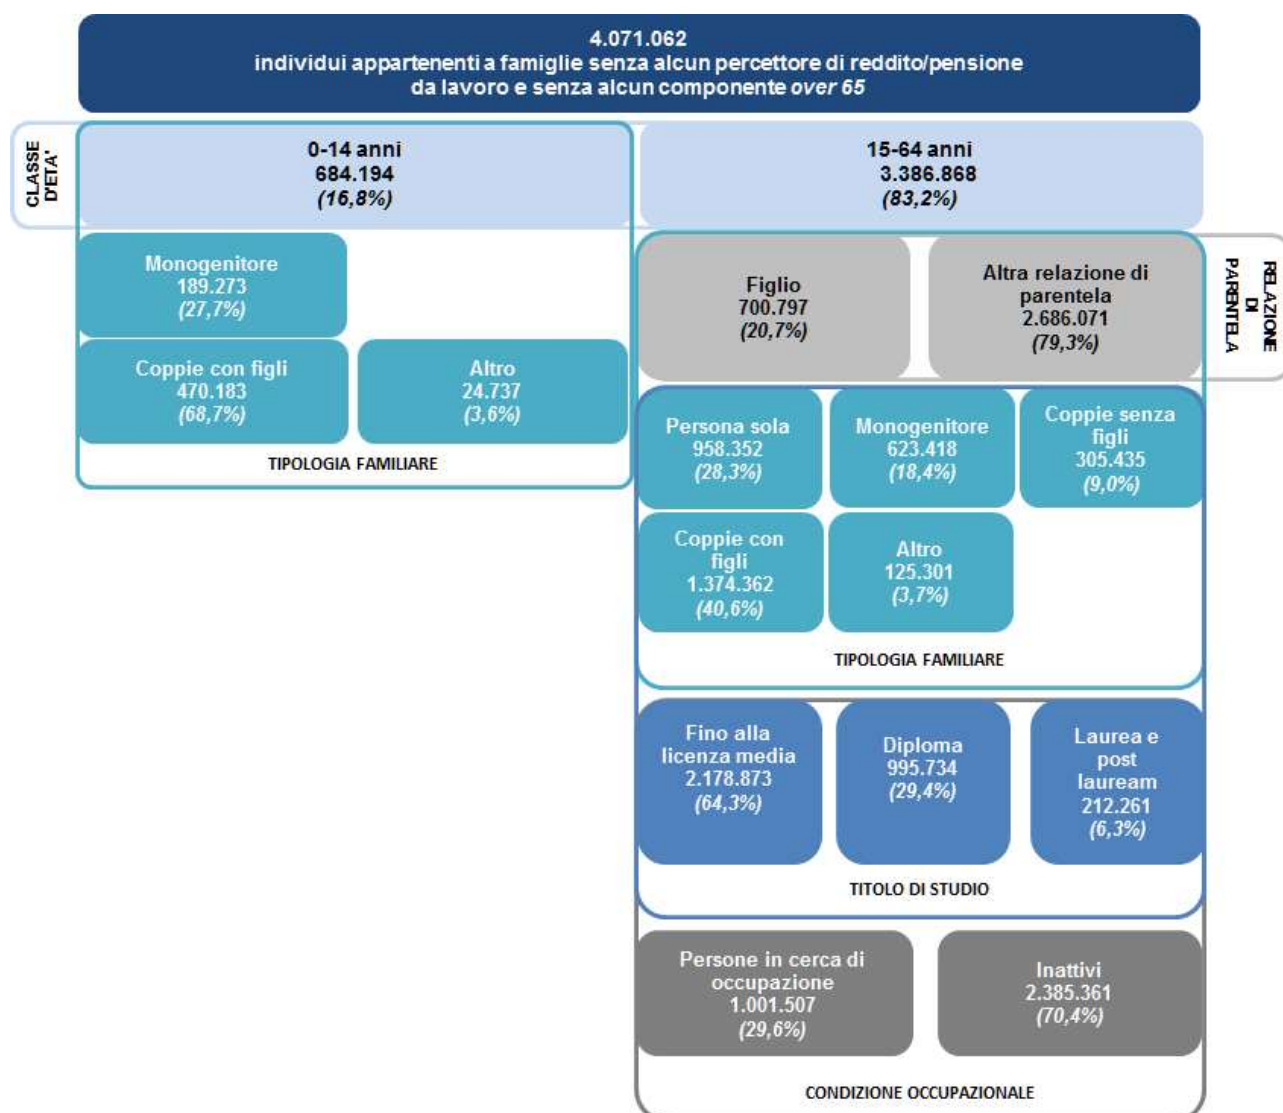 4.071.062
individui appartenenti a famiglie senza alcun percettore di reddito/pensione
da lavoro e senza alcun componente over 65
CLASSE
D'ETA'
0-14 anni
684.194
(16,8%)
15-64 anni
3.386.868
(83,2%)
Monogenitore
189.273
(27,7%)
Coppie con figli
470.183
(68,7%)
Altro
24.737
(3,6%)
TIPOLOGIA FAMILIARE
Figlio
700.797
(20,7%)
Altra relazione di
parentela
2.686.071
(79,3%)
RELAZIONE
DI
PARENTELA
Persona sola
958.352
(28,3%)
Monogenitore
623.418
(18,4%)
Coppie senza
figli
305.435
(9,0%)
Coppie con
figli
1.374.362
(40,6%)
Altro
125.301
(3,7%)
TIPOLOGIA FAMILIARE
Fino alla
licenza media
2.178.873
(64,3%)
Diploma
995.734
(29,4%)
Laurea e
post
lauream
212.261
(6,3%)
TITOLO DI STUDIO
Persone in cerca di
occupazione
1.001.507
(29,6%)
Inattivi
2.385.361
(70,4%)
CONDIZIONE OCCUPAZIONALE